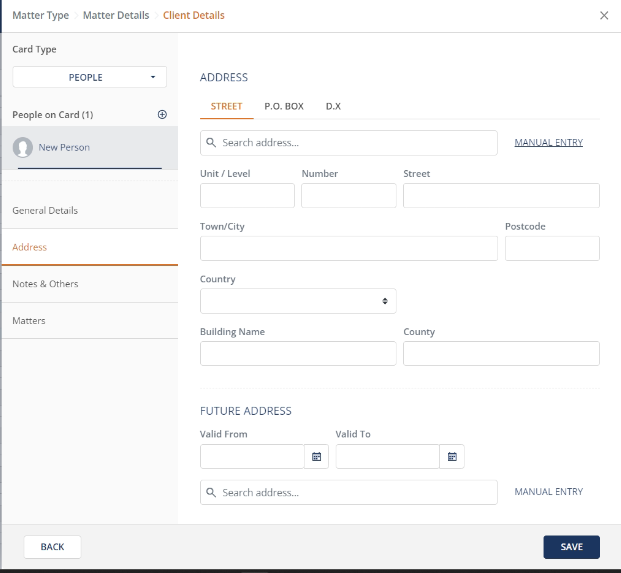 Matter Type Matter Details Client Details
Card Type
PEOPLE
People on Card (1)
New Person
General Details
Address
Notes & Others
Matters
ADDRESS
STREET P.O. BOX D.X
Search address... MANUAL ENTRY
Unit / Level Number Street
Town/City Postcode
Country
Building Name County
FUTURE ADDRESS
Valid From Valid To
Search address... MANUAL ENTRY
BACK SAVE